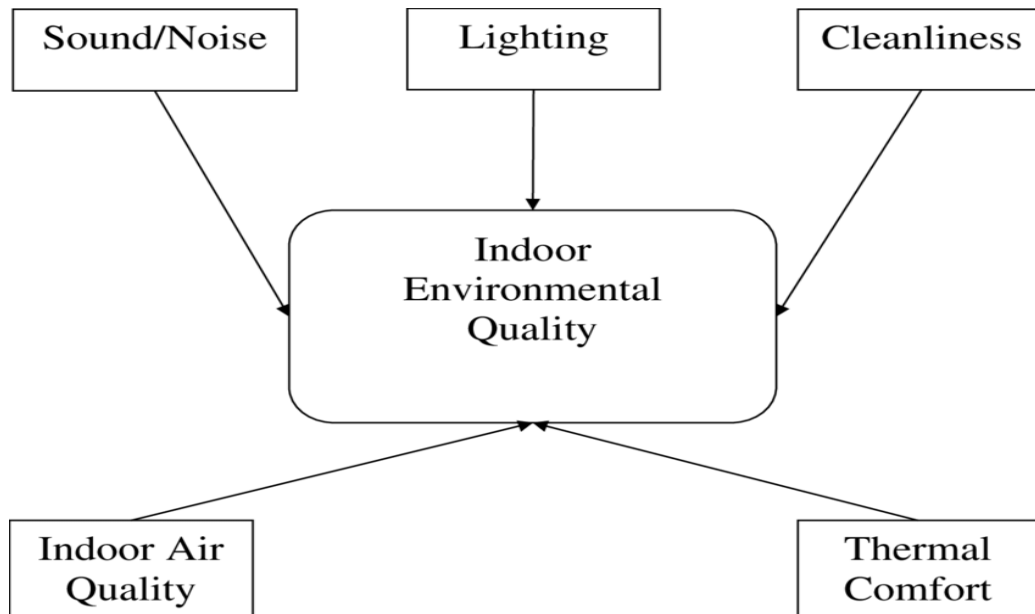 Sound/Noise
Lighting
Cleanliness
Indoor
Environmental
Quality
Indoor Air
Quality
Thermal
Comfort